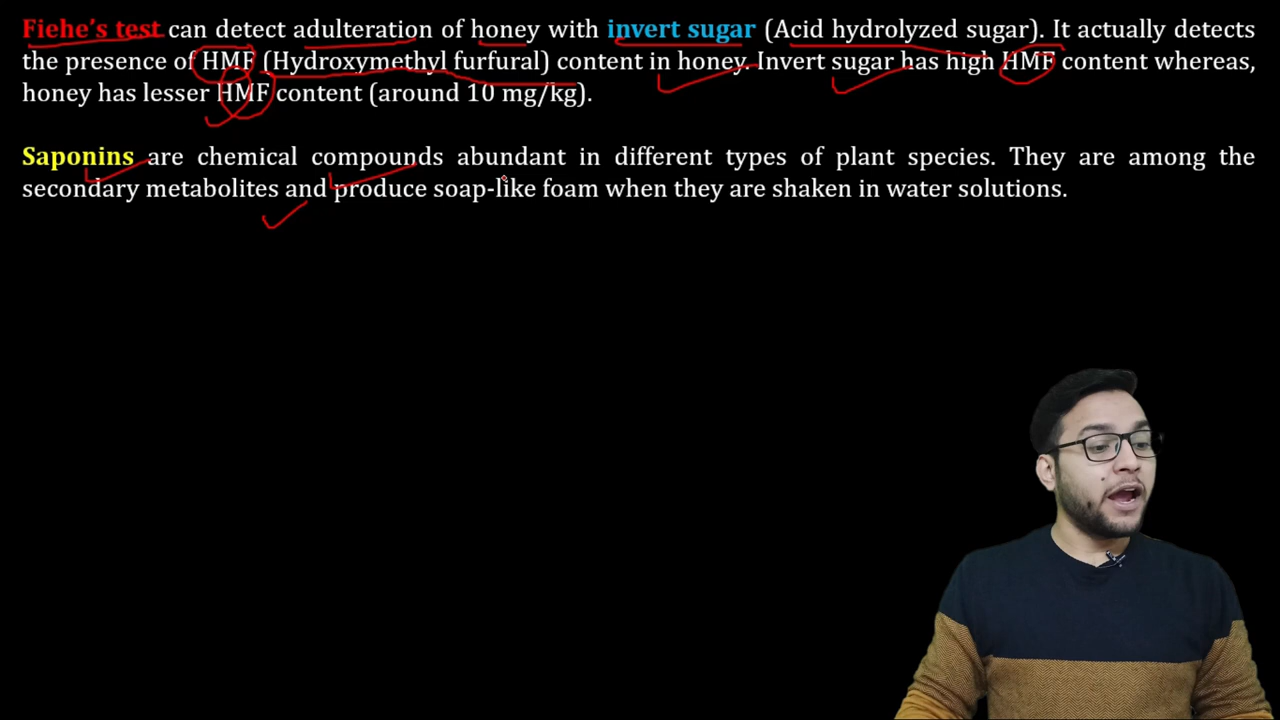 Fiehe's test can detect adulteration of honey with invert sugar (Acid hydrolyzed sugar). It actually detects
the presence of HMF (Hydroxymethyl furfural) content in honey. Invert sugar has high HMF content whereas,
honey has lesser HMF content (around 10 mg/kg).
Saponins are chemical compounds abundant in different types of plant species. They are among the
secondary metabolites and produce soap-like foam when they are shaken in water solutions.